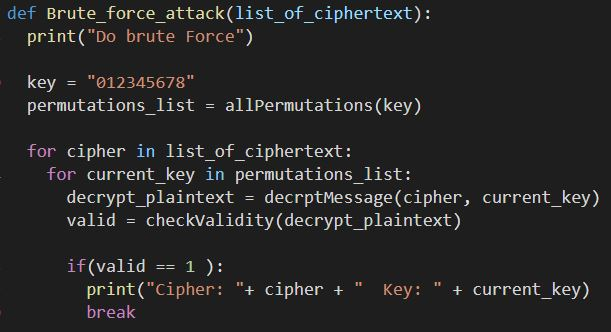 def Brute_force_attack(list_of_ciphertext):
  print("Do brute Force")

  key = "012345678"
  permutations_list = allPermutations(key)

  for cipher in list_of_ciphertext:
    for current_key in permutations_list:
      decrypt_plaintext = decrptMessage(cipher, current_key)
      valid = checkValidity(decrypt_plaintext)

      if(valid == 1 ):
        print("Cipher: "+ cipher + "  Key: " + current_key)
        break